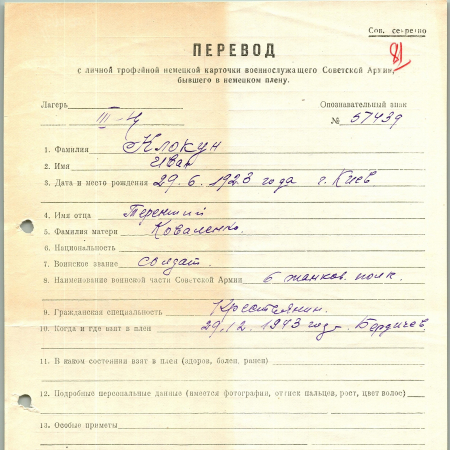 Сов. секретно
81
ПЕРЕВОД
с личной трофейной немецкой карточки военнослужащего Советской Армии,
бывшего в немецком плену.
Лагерь Опознавательный знак
№ 57439
1. Фамилия Клокун
2. Имя Иван
3. Дата и место рождения 29.6.1923 года г. Киев
4. Имя отца Терентий
5. Фамилия матери Коваленко
6. Национальность
7. Воинское звание солдат
8. Наименование воинской части Советской Армии 6 танков. полк.
9. Гражданская специальность Крестьянин.
10. Когда и где взят в плен 29.12.1943 Бердичев
11. В каком состоянии взят в плен (здоров, болен, ранен)
12. Подробные персональные данные (имеется фотография, оттиск пальцев, рост, цвет волос)
13. Особые приметы